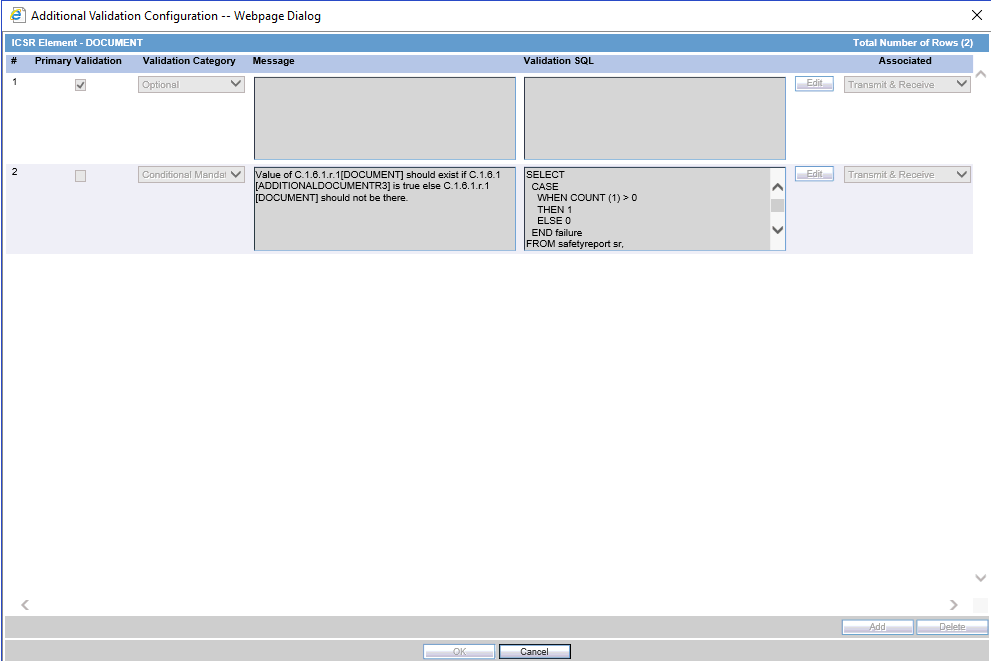 Additional Validation Configuration -- Webpage Dialog
ICSR Element - DOCUMENT Total Number of Rows (2)
# Primary Validation Validation Category Message Validation SQL Associated
1 Optional Edit Transmit & Receive
2 Conditional Mandat Edit Transmit & Receive
Value of C.1.6.1.r.1[DOCUMENT] should exist if C.1.6.1
[ADDITIONALDOCUMENTR3] is true else C.1.6.1.r.1
[DOCUMENT] should not be there.
SELECT
CASE
WHEN COUNT (1) > 0
THEN 1
ELSE 0
END failure
FROM safetyreport sr,
Add Delete
OK Cancel